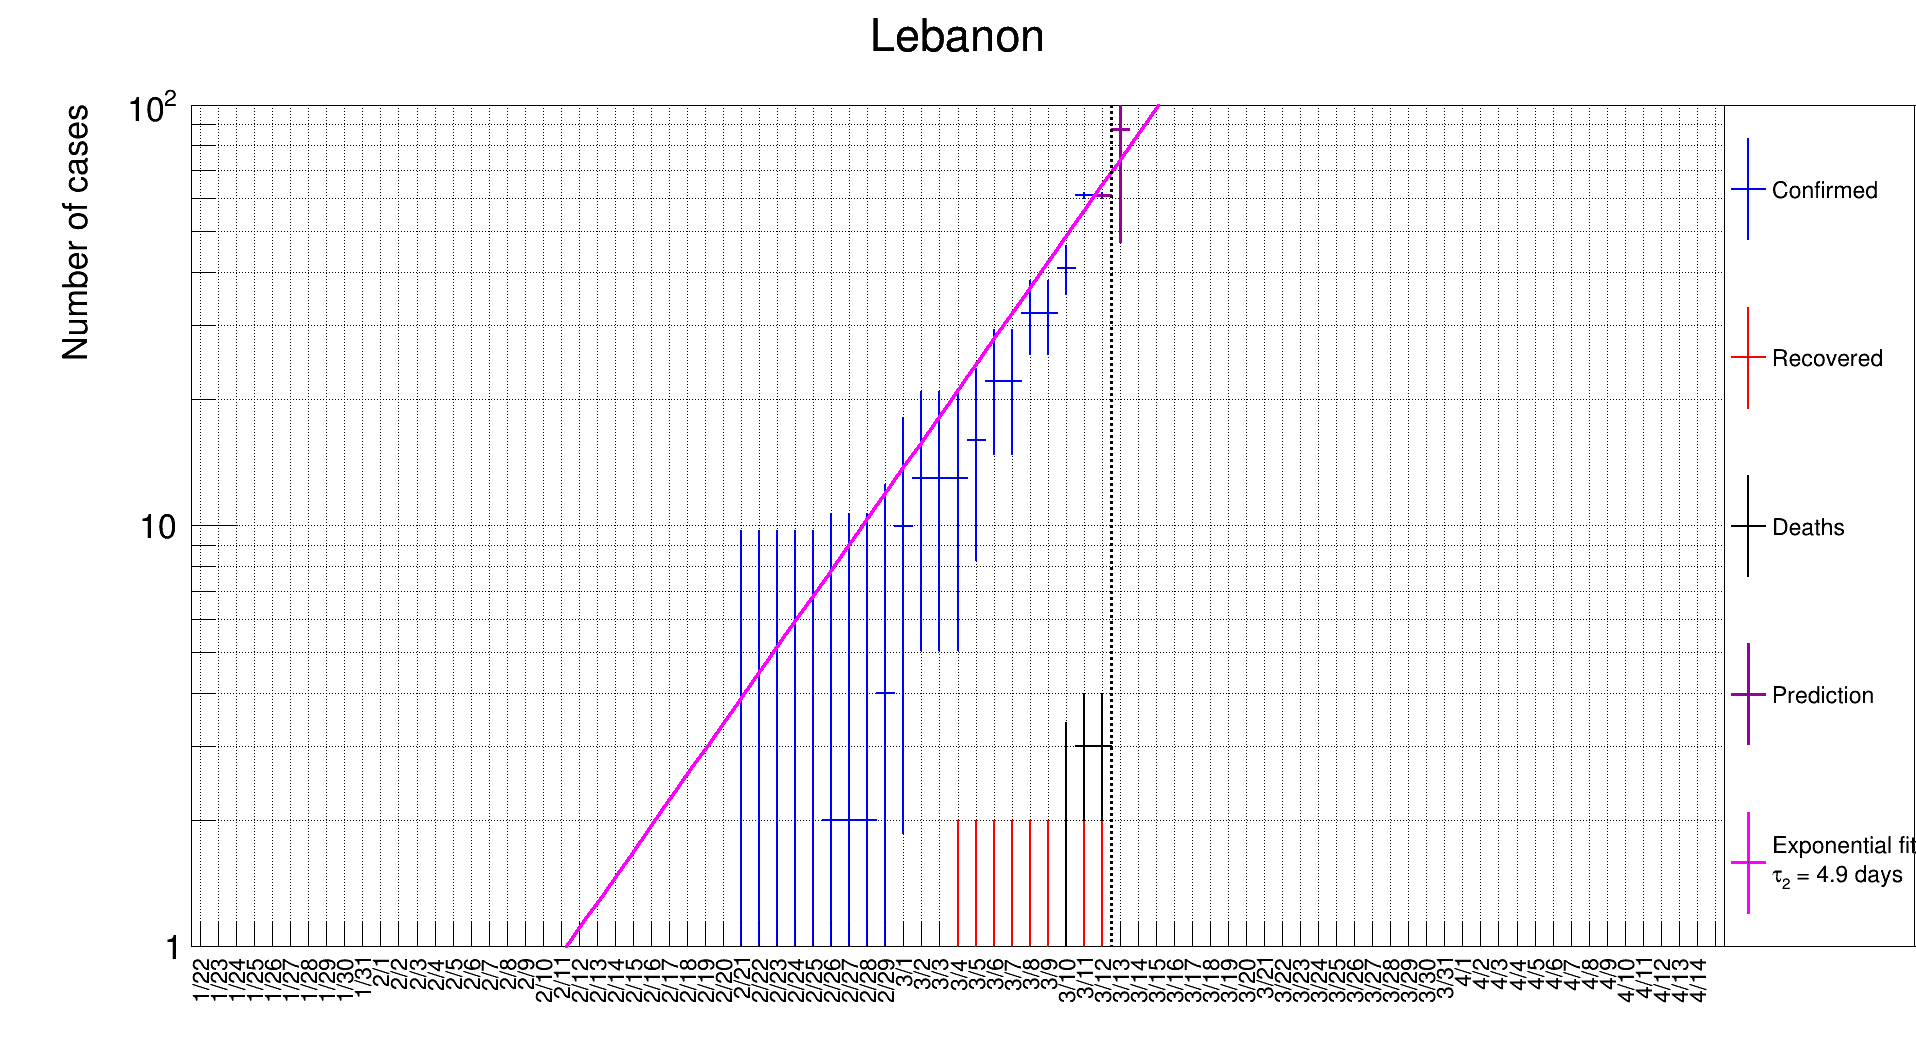 Lebanon
Number of cases
10²
10
1
1/22 1/23 1/24 1/25 1/26 1/27 1/28 1/29 1/30 1/31 2/1 2/2 2/3 2/4 2/5 2/6 2/7 2/8 2/9 2/10 2/11 2/12 2/13 2/14 2/15 2/16 2/17 2/18 2/19 2/20 2/21 2/22 2/23 2/24 2/25 2/26 2/27 2/28 2/29 3/1 3/2 3/3 3/4 3/5 3/6 3/7 3/8 3/9 3/10 3/11 3/12 3/13 3/14 3/15 3/16 3/17 3/18 3/19 3/20 3/21 3/22 3/23 3/24 3/25 3/26 3/27 3/28 3/29 3/30 3/31 4/1 4/2 4/3 4/4 4/5 4/6 4/7 4/8 4/9 4/10 4/11 4/12 4/13 4/14
Confirmed
Recovered
Deaths
Prediction
Exponential fit
τ₂ = 4.9 days